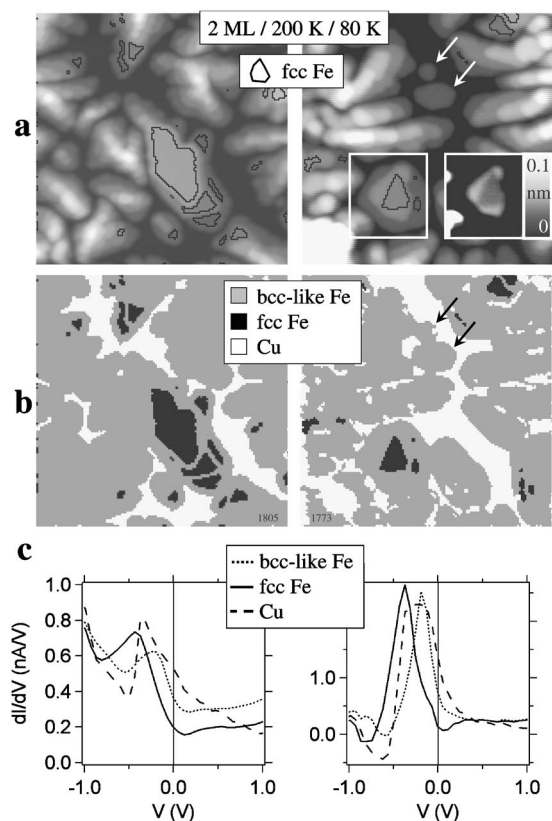 2 ML / 200 K / 80 K
fcc Fe
a
0.1
nm
0
bcc-like Fe
fcc Fe
Cu
b
1805
1773
c
bcc-like Fe
fcc Fe
Cu
dI/dV (nA/V)
1.0
0.8
0.6
0.4
0.2
0.0
-1.0 0.0 1.0
V (V)
1.0
0.0
-1.0 0.0 1.0
V (V)